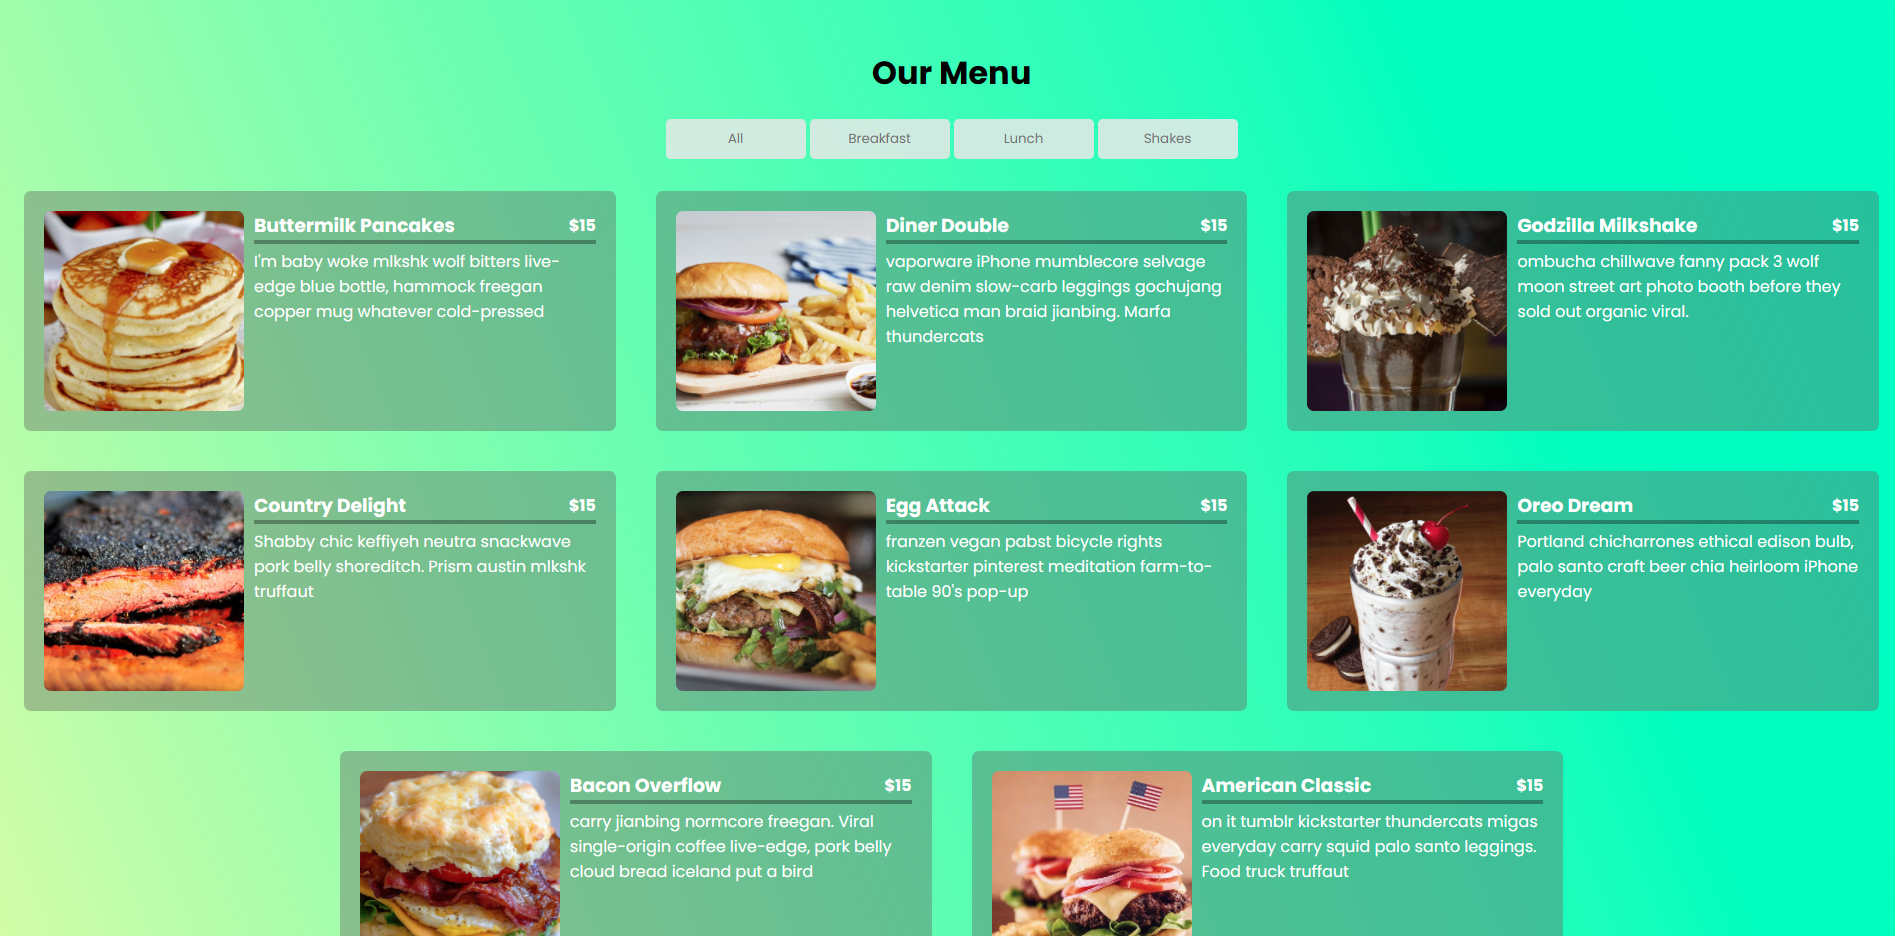 Our Menu
All
Breakfast
Lunch
Shakes
Buttermilk Pancakes
$15
I'm baby woke mlkshk wolf bitters live-
edge blue bottle, hammock freegan
copper mug whatever cold-pressed
Diner Double
$15
vaporware iPhone mumblecore selvage
raw denim slow-carb leggings gochujang
helvetica man braid jianbing. Marfa
thundercats
Godzilla Milkshake
$15
ombucha chillwave fanny pack 3 wolf
moon street art photo booth before they
sold out organic viral.
Country Delight
$15
Shabby chic keffiyeh neutra snackwave
pork belly shoreditch. Prism austin mlkshk
truffaut
Egg Attack
$15
franzen vegan pabst bicycle rights
kickstarter pinterest meditation farm-to-
table 90's pop-up
Oreo Dream
$15
Portland chicharrones ethical edison bulb,
palo santo craft beer chia heirloom iPhone
everyday
Bacon Overflow
$15
carry jianbing normcore freegan. Viral
single-origin coffee live-edge, pork belly
cloud bread iceland put a bird
American Classic
$15
on it tumblr kickstarter thundercats migas
everyday carry squid palo santo leggings.
Food truck truffaut